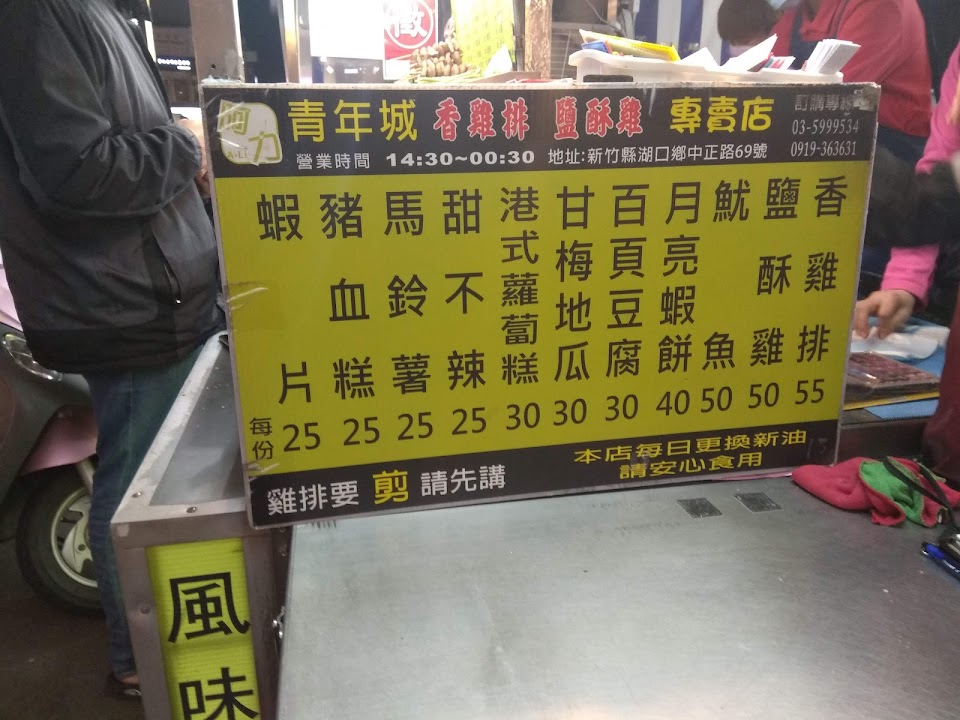 徵
阿力
A-Li
青年城 香雞排 鹽酥雞 專賣店
訂購專線
03-5999534
0919-363631
營業時間 14:30~00:30 地址:新竹縣湖口鄉中正路69號
香雞排 55
鹽酥雞 50
魷魚 50
月亮蝦餅 40
百頁豆腐 30
甘梅地瓜 30
港式蘿蔔糕 30
甜不辣 25
馬鈴薯 25
豬血糕 25
蝦片 25
每份
雞排要 剪 請先講
本店每日更換新油
請安心食用
風味